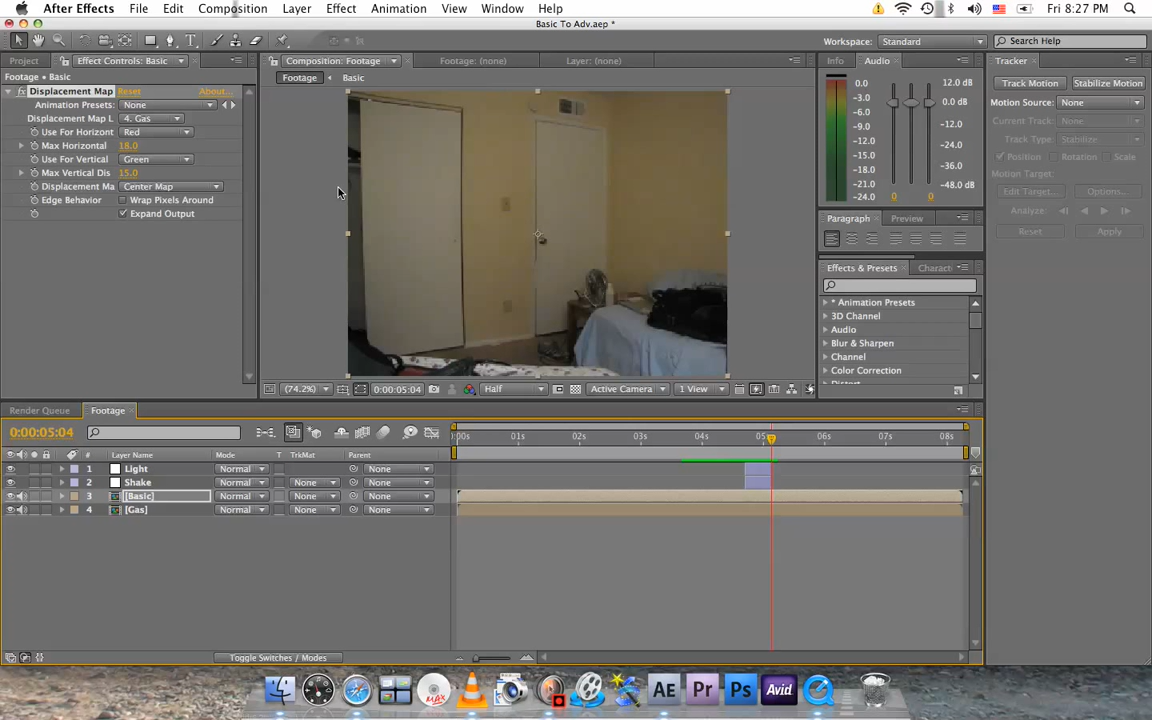 After Effects File Edit Composition Layer Effect Animation View Window Help Fri 8:27 PM
Basic To Adv.aep *
Workspace: Standard Search Help
Project Effect Controls: Basic Composition: Footage Footage: (none) Layer: (none) Info Audio Tracker
Footage • Basic
Footage Basic
fx Displacement Map Reset About...
Animation Presets: None
Displacement Map L 4. Gas
Use For Horizont Red
Max Horizontal 18.0
Use For Vertical Green
Max Vertical Dis 15.0
Displacement Ma Center Map
Edge Behavior Wrap Pixels Around
Expand Output
0.0
-3.0
-6.0
-9.0
-12.0
-15.0
-18.0
-21.0
-24.0
12.0 dB
0.0 dB
-12.0
-24.0
-36.0
-48.0 dB
0 0
Track Motion Stabilize Motion
Motion Source: None
Current Track: None
Track Type: Stabilize
Position Rotation Scale
Motion Target:
Edit Target... Options...
Analyze:
Reset Apply
Paragraph Preview
Effects & Presets Charact
* Animation Presets
3D Channel
Audio
Blur & Sharpen
Channel
Color Correction
Distort
(74.2%) 0:00:05:04 Half Active Camera 1 View
Render Queue Footage
0:00:05:04
:00s 01s 02s 03s 04s 05s 06s 07s 08s
# Layer Name Mode T TrkMat Parent
1 Light Normal None
2 Shake Normal None None
3 [Basic] Normal None None
4 [Gas] Normal None None
Toggle Switches / Modes
MAX
AE Pr Ps Avid